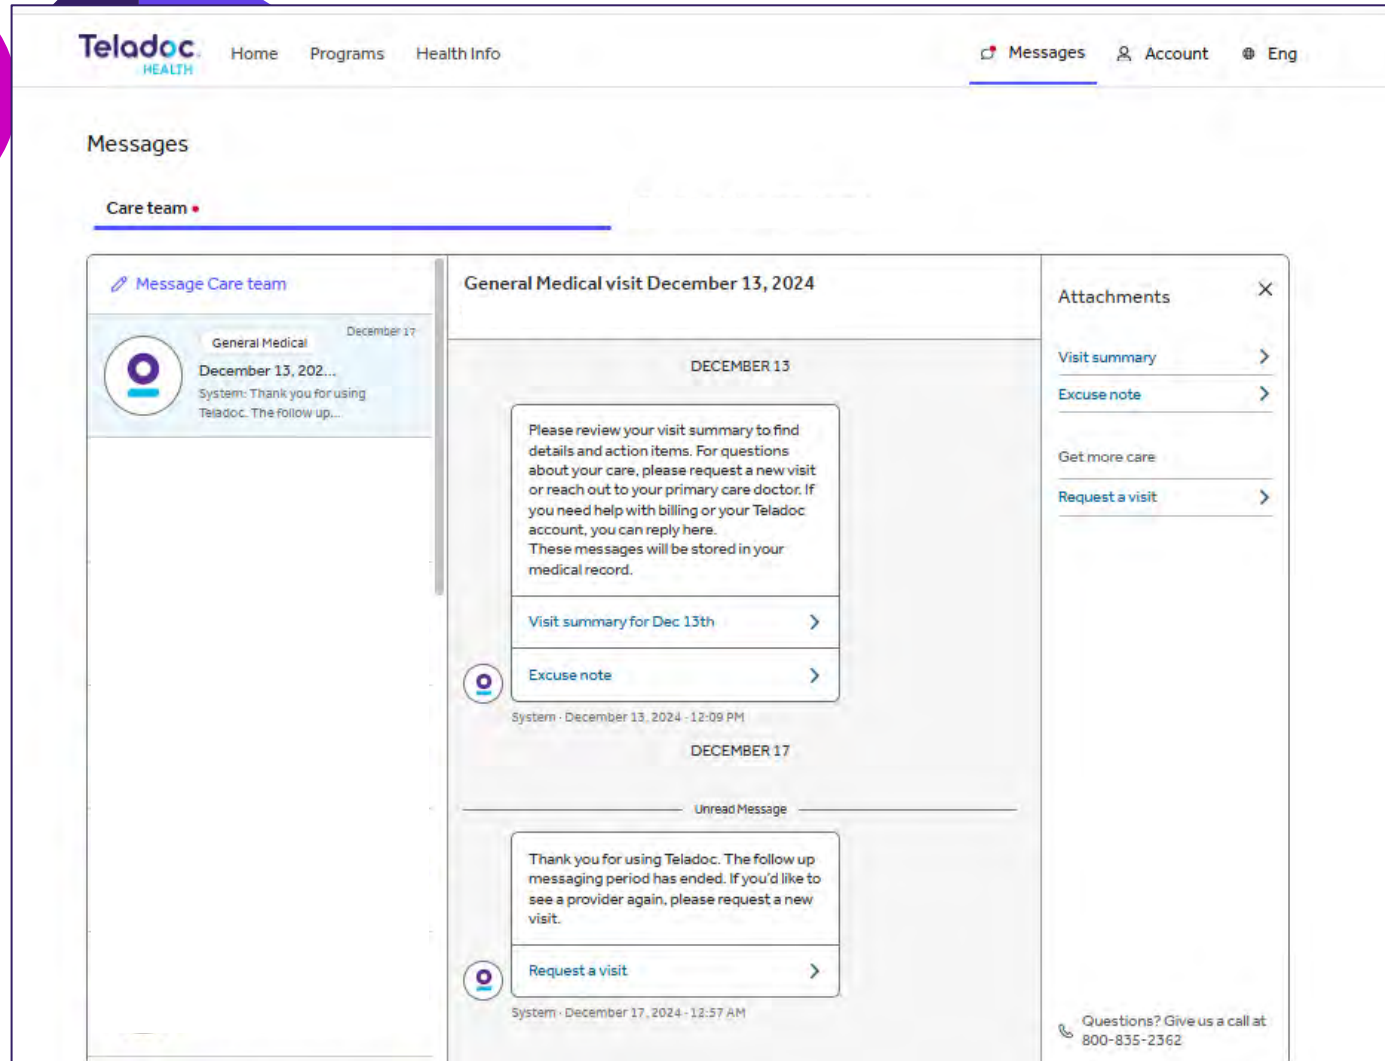 Teladoc.
HEALTH
Home Programs Health Info
Messages Account Eng
Messages
Care team
Message Care team
General Medical
December 17
December 13, 202...
System: Thank you for using
Teladoc. The follow up...
General Medical visit December 13, 2024
DECEMBER 13
Please review your visit summary to find
details and action items. For questions
about your care, please request a new visit
or reach out to your primary care doctor. If
you need help with billing or your Teladoc
account, you can reply here.
These messages will be stored in your
medical record.
Visit summary for Dec 13th
Excuse note
System · December 13, 2024 · 12:09 PM
DECEMBER 17
Unread Message
Thank you for using Teladoc. The follow up
messaging period has ended. If you'd like to
see a provider again, please request a new
visit.
Request a visit
System · December 17, 2024 · 12:57 AM
Attachments
Visit summary
Excuse note
Get more care
Request a visit
Questions? Give us a call at
800-835-2362